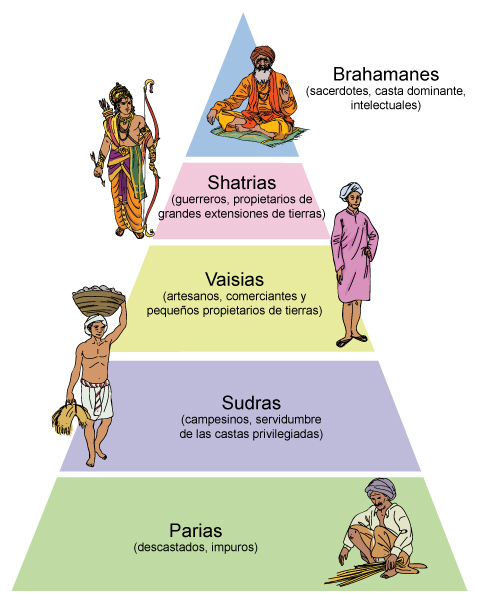 Brahamanes
(sacerdotes, casta dominante,
intelectuales)
Shatrias
(guerreros, propietarios de
grandes extensiones de tierras)
Vaisias
(artesanos, comerciantes y
pequeños propietarios de tierras)
Sudras
(campesinos, servidumbre
de las castas privilegiadas)
Parias
(descastados, impuros)